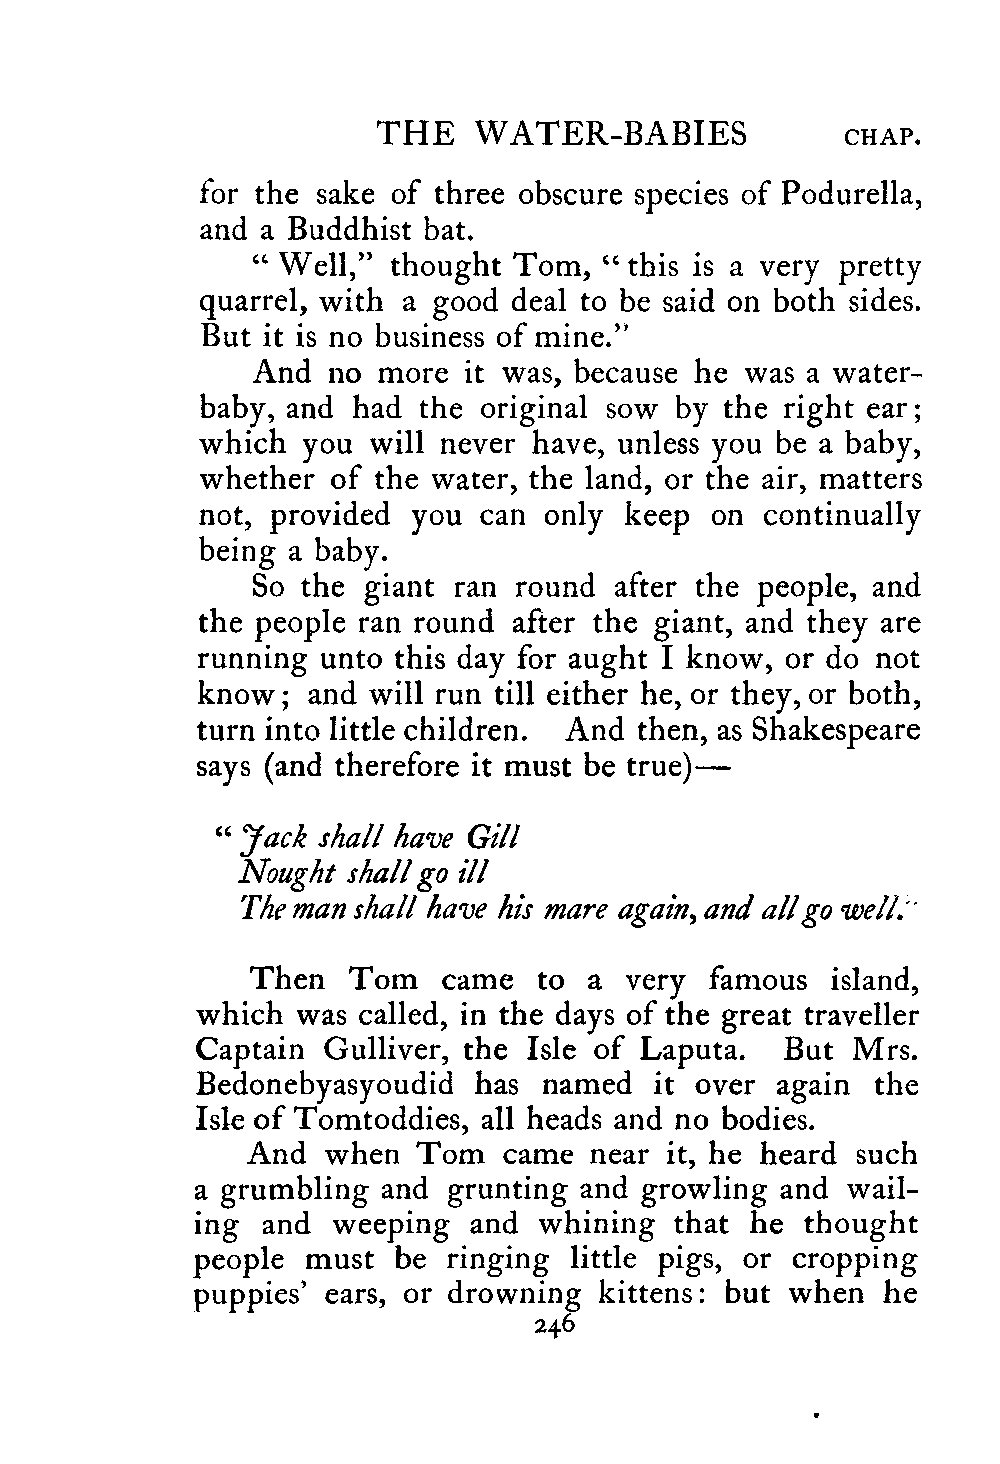 THE WATER-BABIES CHAP.
for the sake of three obscure species of Podurella,
and a Buddhist bat.
“ Well,” thought Tom, “ this is a very pretty
quarrel, with a good deal to be said on both sides.
But it is no business of mine.”
And no more it was, because he was a water-
baby, and had the original sow by the right ear ;
which you will never have, unless you be a baby,
whether of the water, the land, or the air, matters
not, provided you can only keep on continually
being a baby.
So the giant ran round after the people, and
the people ran round after the giant, and they are
running unto this day for aught I know, or do not
know ; and will run till either he, or they, or both,
turn into little children. And then, as Shakespeare
says (and therefore it must be true)—
“ Jack shall have Gill
Nought shall go ill
The man shall have his mare again, and all go well.”
Then Tom came to a very famous island,
which was called, in the days of the great traveller
Captain Gulliver, the Isle of Laputa. But Mrs.
Bedonebyasyoudid has named it over again the
Isle of Tomtoddies, all heads and no bodies.
And when Tom came near it, he heard such
a grumbling and grunting and growling and wail-
ing and weeping and whining that he thought
people must be ringing little pigs, or cropping
puppies’ ears, or drowning kittens : but when he
246